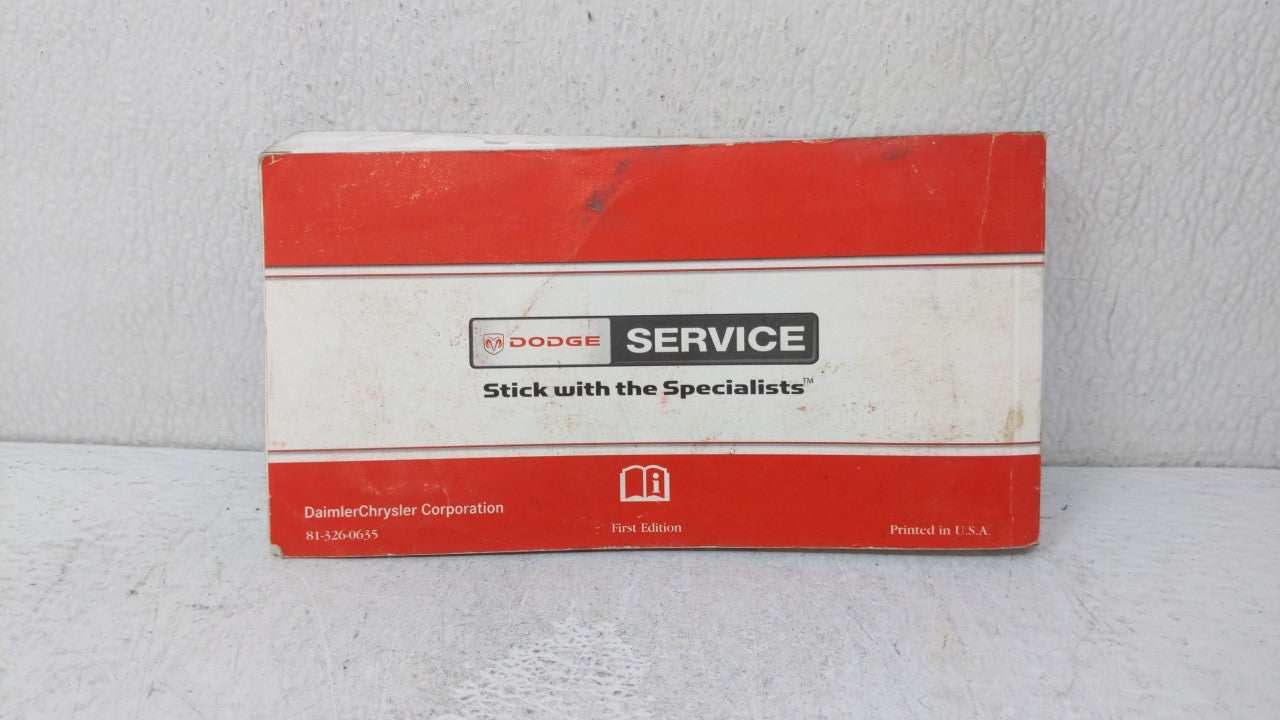 DODGE SERVICE
Stick with the Specialists™
DaimlerChrysler Corporation
81-326-0635
i
First Edition
Printed in U.S.A.